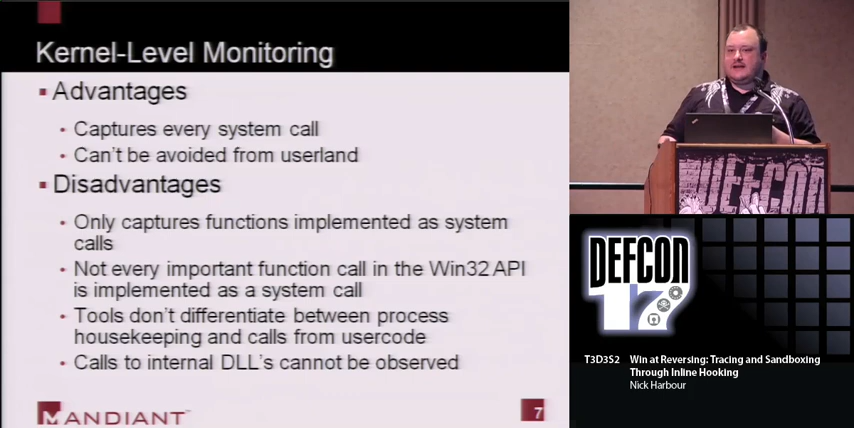 Kernel-Level Monitoring
▪ Advantages
• Captures every system call
• Can't be avoided from userland
▪ Disadvantages
• Only captures functions implemented as system
calls
• Not every important function call in the Win32 API
is implemented as a system call
• Tools don't differentiate between process
housekeeping and calls from usercode
• Calls to internal DLL's cannot be observed
MANDIANT
7
DEFCON
DEFCON
17
T3D3S2 Win at Reversing: Tracing and Sandboxing
Through Inline Hooking
Nick Harbour